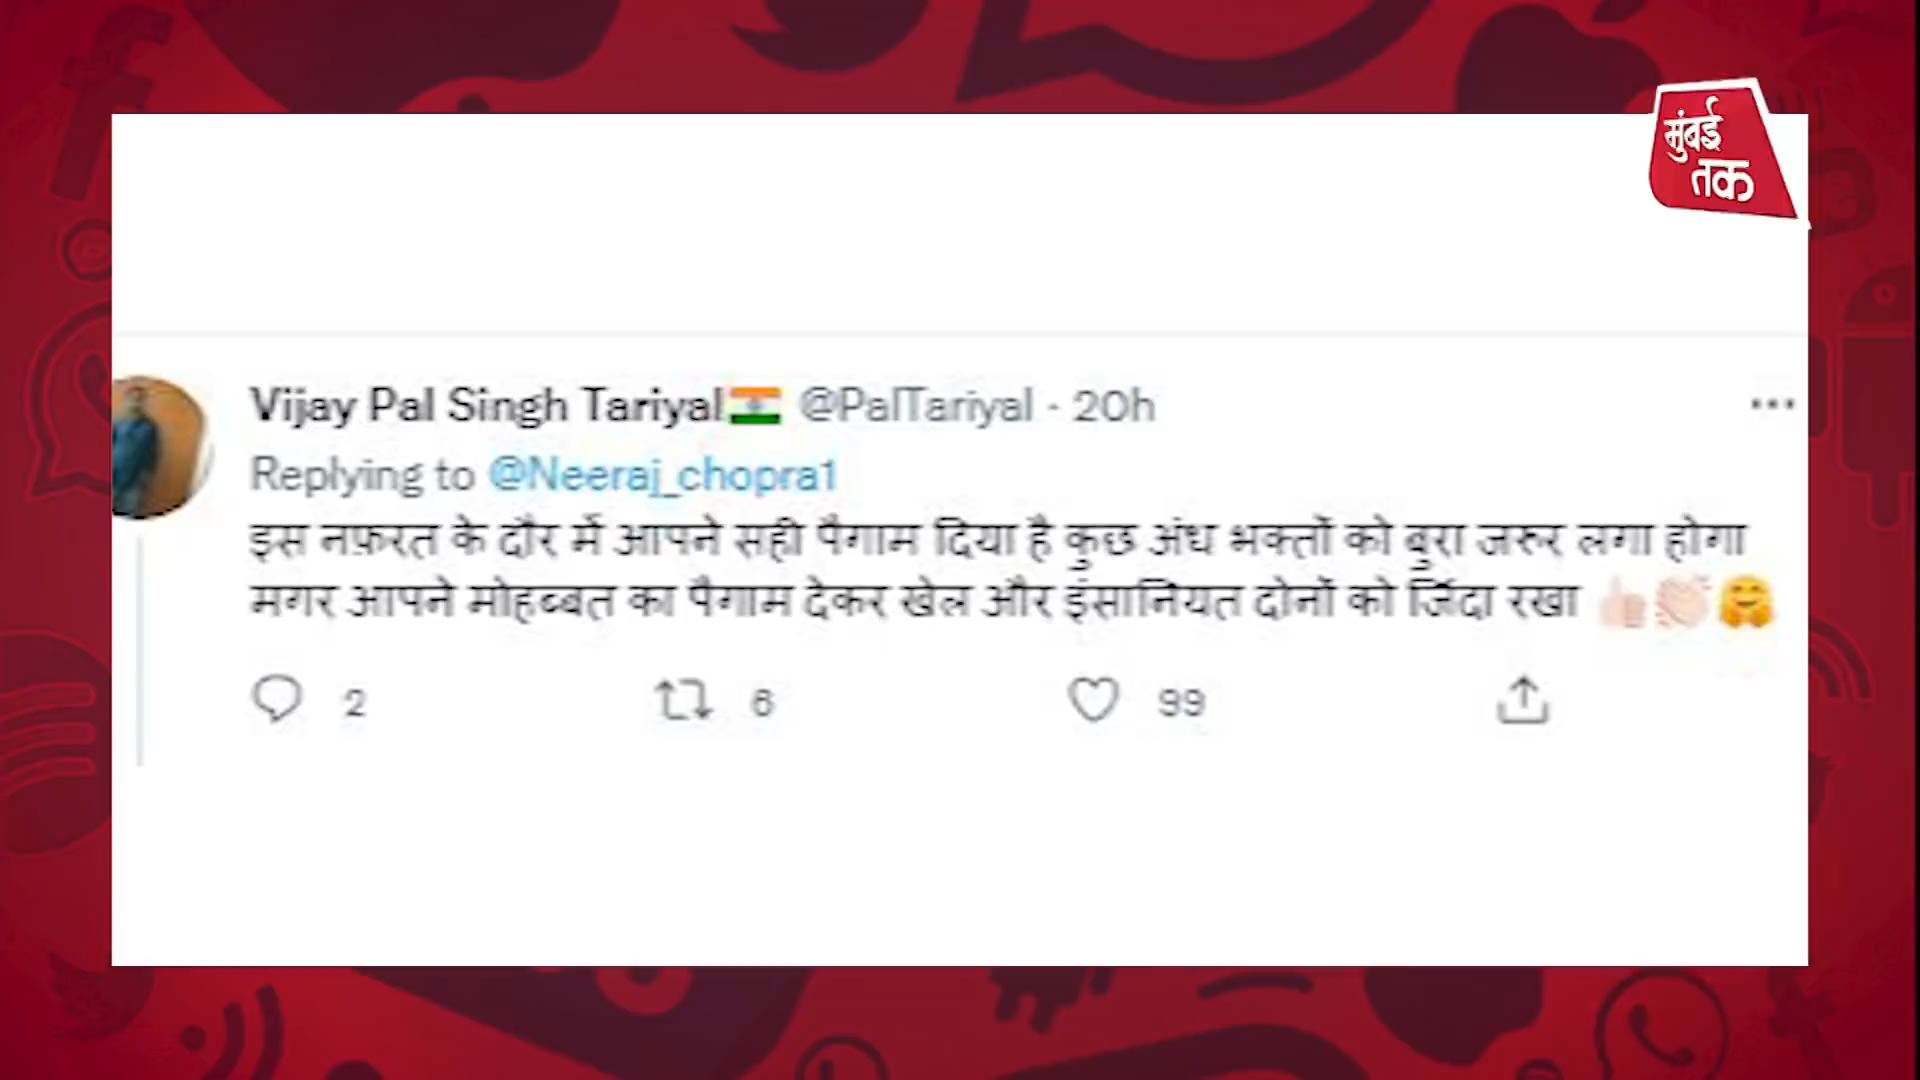 मुंबई
तक
Vijay Pal Singh Tariyal🇮🇳 @PalTariyal · 20h
Replying to @Neeraj_chopra1
इस नफ़रत के दौर में आपने सही पैगाम दिया है कुछ अंध भक्तों को बुरा जरुर लगा होगा
मगर आपने मोहब्बत का पैगाम देकर खेल और इंसानियत दोनों को जिंदा रखा 👍🏻👏🏻🤗
2 6 99